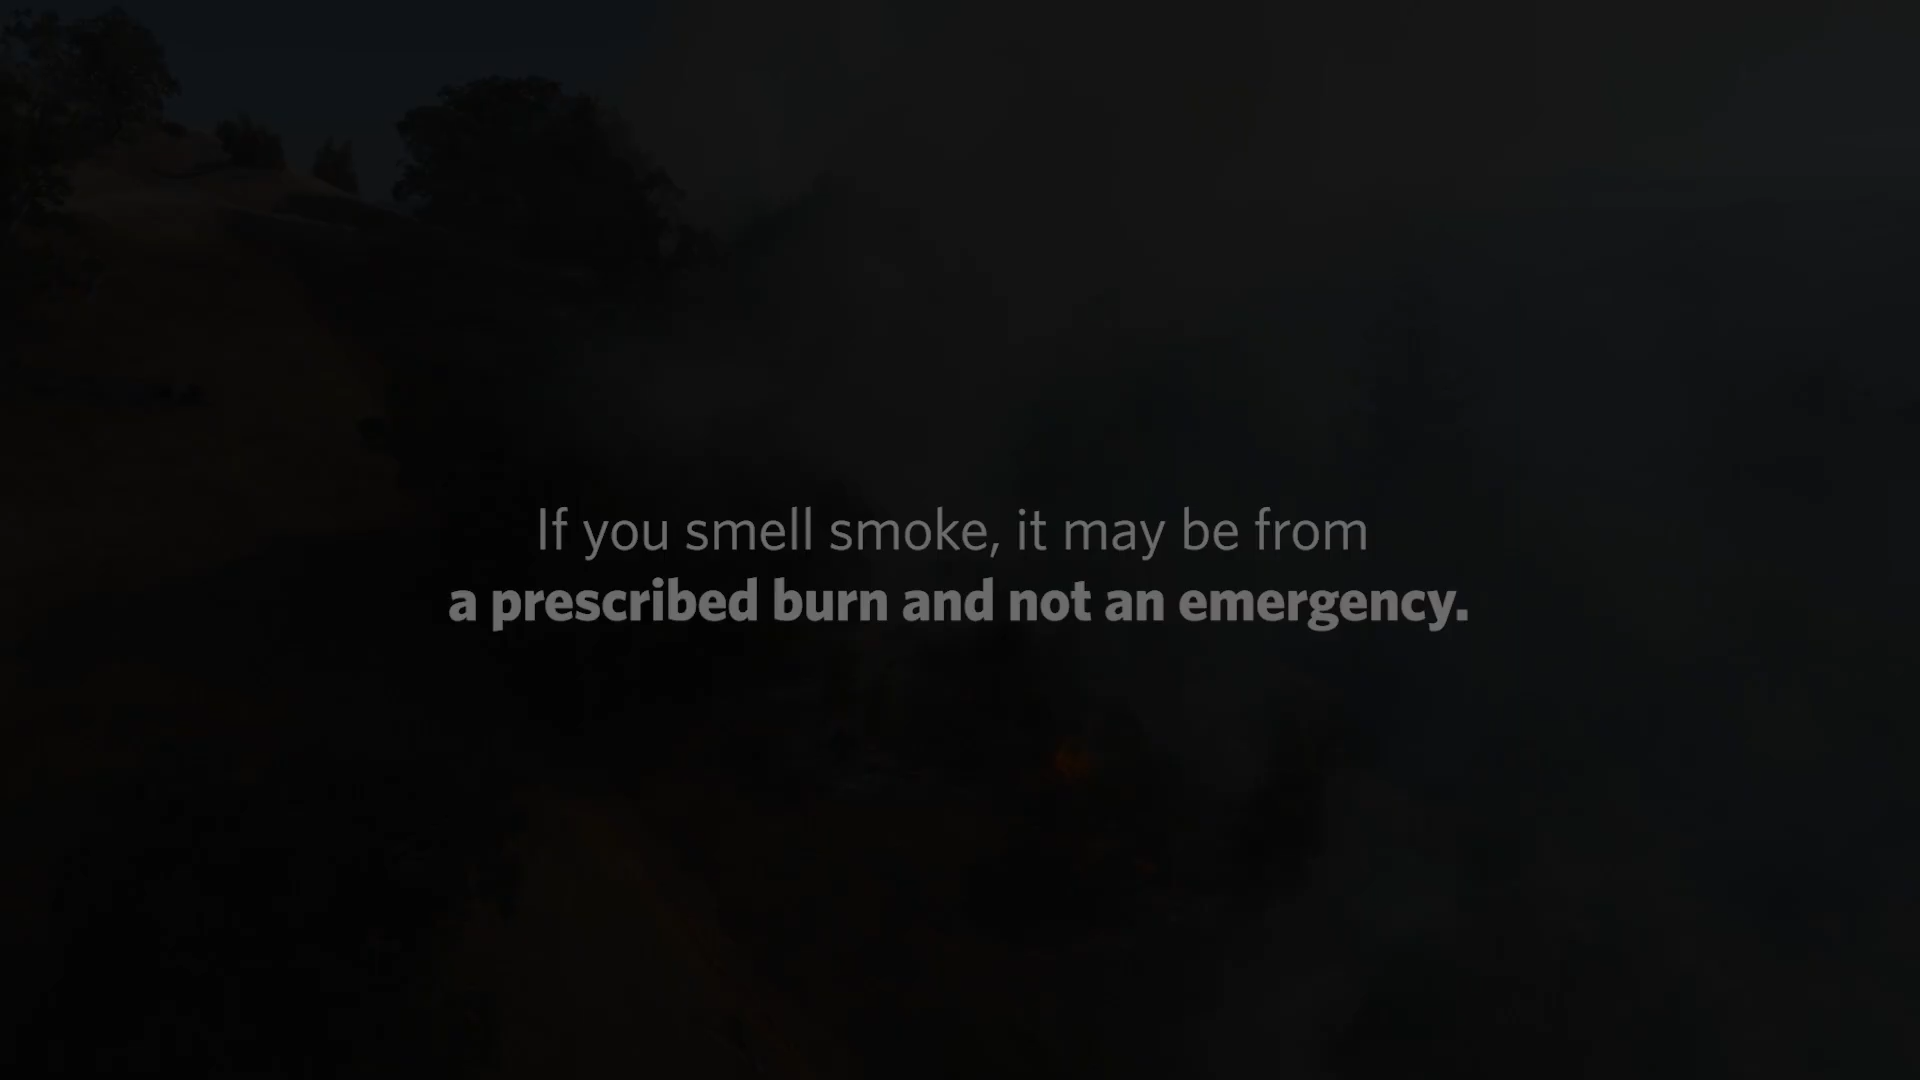 If you smell smoke, it may be from
a prescribed burn and not an emergency.